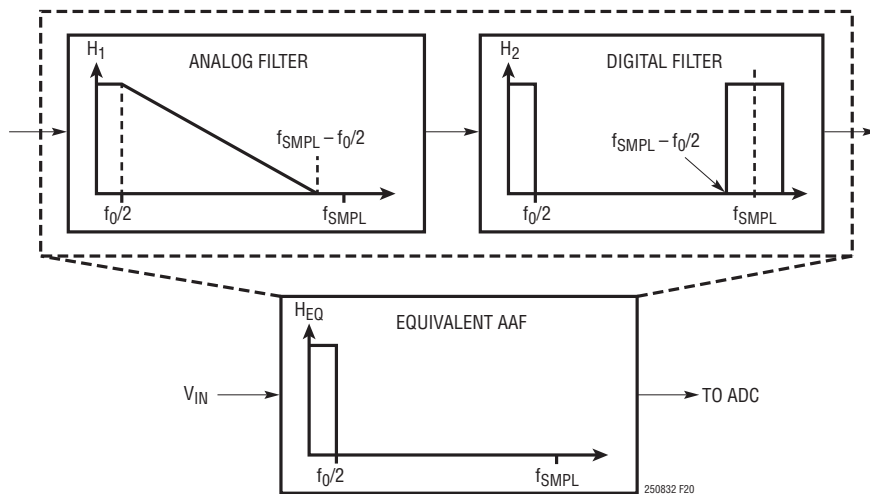 H1
ANALOG FILTER
fSMPL – f0/2
f0/2
fSMPL
H2
DIGITAL FILTER
fSMPL – f0/2
f0/2
fSMPL
HEQ
EQUIVALENT AAF
VIN
TO ADC
f0/2
fSMPL
250832 F20